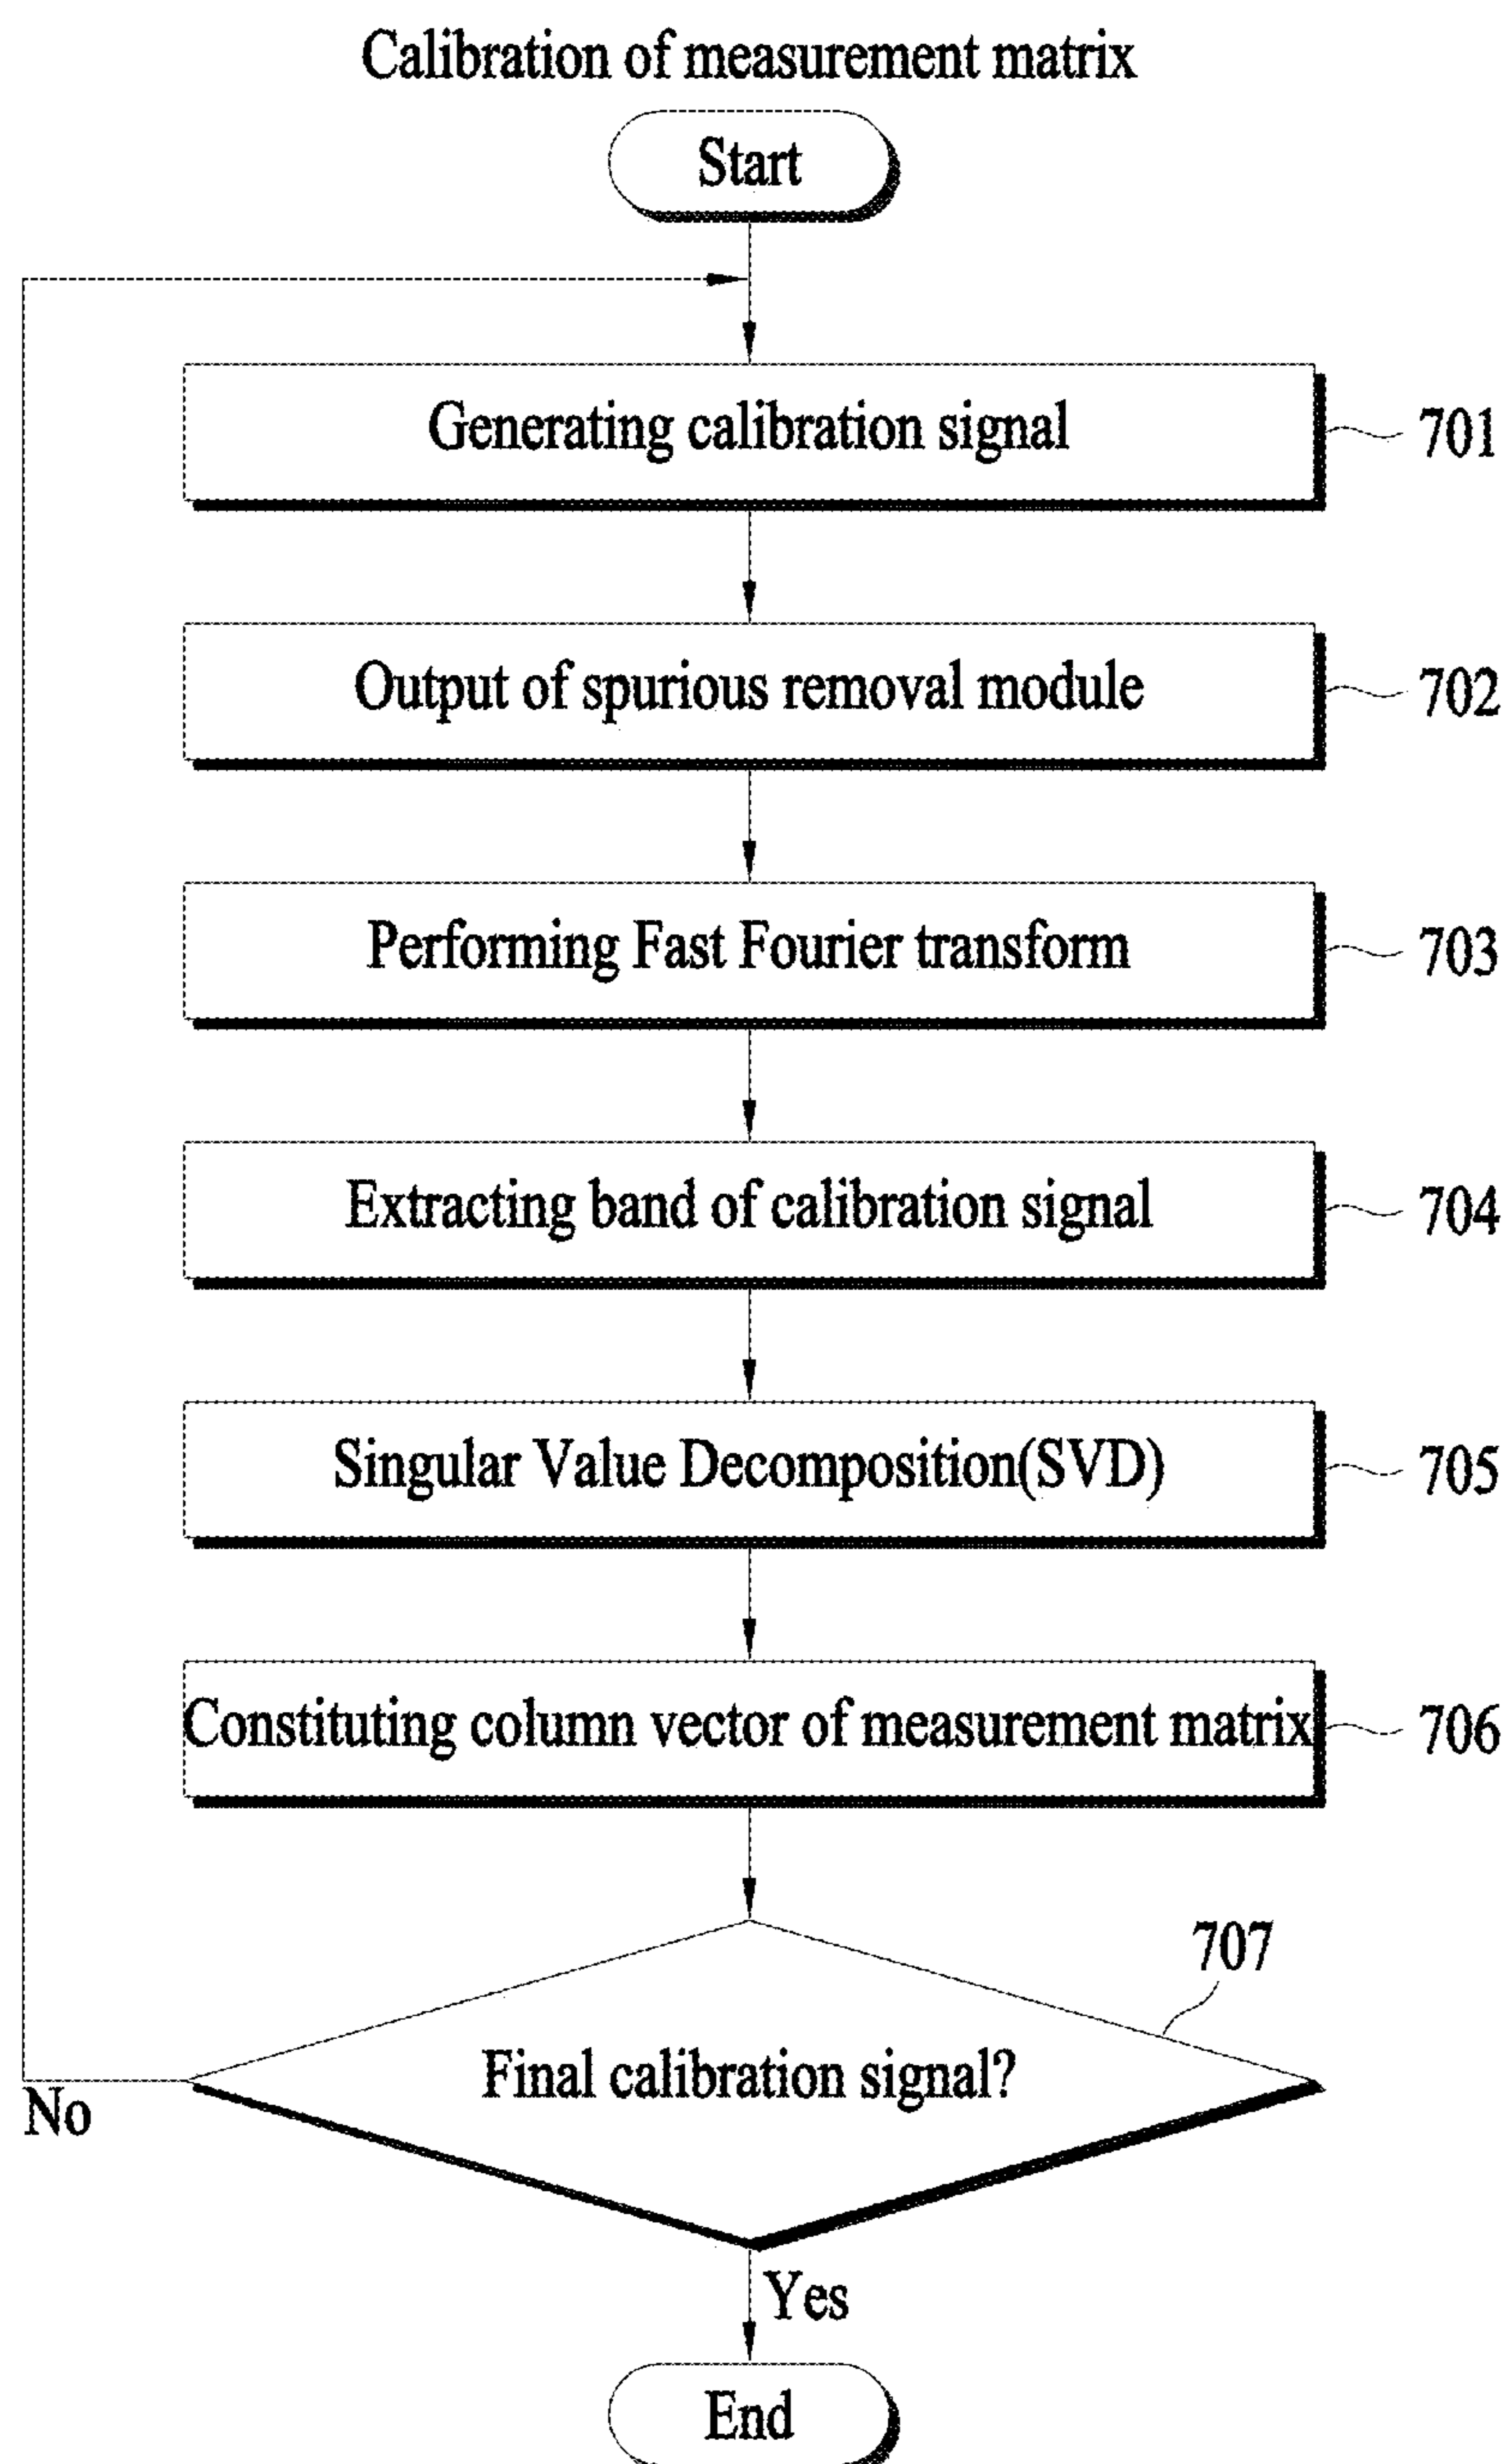 Calibration of measurement matrix
Start
Generating calibration signal
701
Output of spurious removal module
702
Performing Fast Fourier transform
703
Extracting band of calibration signal
704
Singular Value Decomposition(SVD)
705
Constituting column vector of measurement matrix
706
707
Final calibration signal?
No
Yes
End